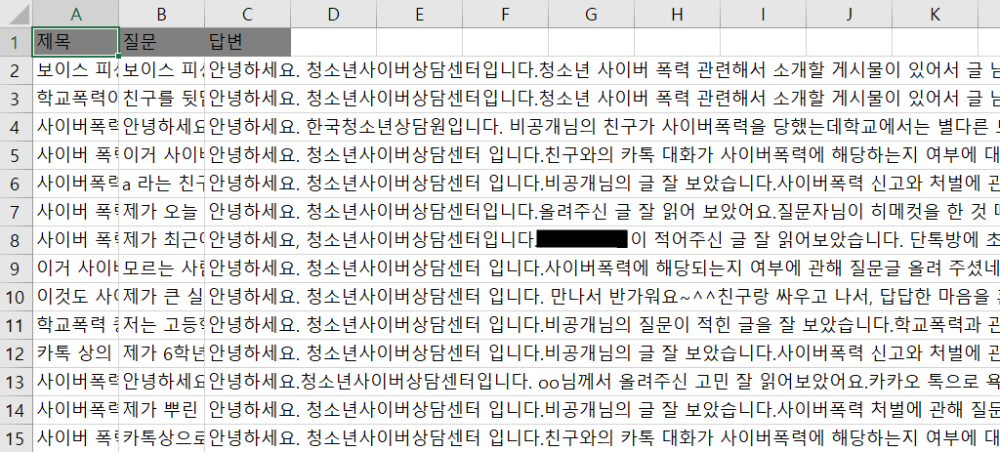 A B C D E F G H I J K
1 제목 질문 답변
2 보이스 피 보이스 피 안녕하세요. 청소년사이버상담센터입니다.청소년 사이버 폭력 관련해서 소개할 게시물이 있어서 글
3 학교폭력 친구를 뒷 안녕하세요. 청소년사이버상담센터입니다.청소년 사이버 폭력 관련해서 소개할 게시물이 있어서 글
4 사이버폭력 안녕하세요 안녕하세요. 한국청소년상담원입니다. 비공개님의 친구가 사이버폭력을 당했는데학교에서는 별다른
5 사이버 폭 이거 사이 안녕하세요. 청소년사이버상담센터 입니다.친구와의 카톡 대화가 사이버폭력에 해당하는지 여부에 대
6 사이버폭력 a 라는 친구 안녕하세요. 청소년사이버상담센터 입니다.비공개님의 글 잘 보았습니다.사이버폭력 신고와 처벌에 관
7 사이버 폭 제가 오늘 안녕하세요. 청소년사이버상담센터입니다.올려주신 글 잘 읽어 보았어요.질문자님이 히메컷을 한 것
8 사이버 폭 제가 최근 안녕하세요, 청소년사이버상담센터입니다. 이 적어주신 글 잘 읽어보았습니다. 단톡방에 초
9 이거 사이 모르는 사람 안녕하세요. 청소년사이버상담센터 입니다.사이버폭력에 해당되는지 여부에 관해 질문글 올려 주셨네
10 이것도 사이 제가 큰 실 안녕하세요. 청소년사이버상담센터 입니다. 만나서 반가워요~^^친구랑 싸우고 나서, 답답한 마음을
11 학교폭력 저는 고등학 안녕하세요. 청소년사이버상담센터 입니다.비공개님의 질문이 적힌 글을 잘 보았습니다.학교폭력과 관
12 카톡 상의 제가 6학년 안녕하세요. 청소년사이버상담센터 입니다.비공개님의 글 잘 보았습니다.사이버폭력 신고와 처벌에 관
13 사이버폭력 안녕하세요 안녕하세요.청소년사이버상담센터입니다. oo님께서 올려주신 고민 잘 읽어보았어요.카카오 톡으로 욕
14 사이버폭력 제가 뿌린 안녕하세요. 청소년사이버상담센터 입니다.비공개님의 글 잘 보았습니다.사이버폭력 처벌에 관해 질문
15 사이버 폭 카톡상으로 안녕하세요. 청소년사이버상담센터 입니다.친구와의 카톡 대화가 사이버폭력에 해당하는지 여부에 대